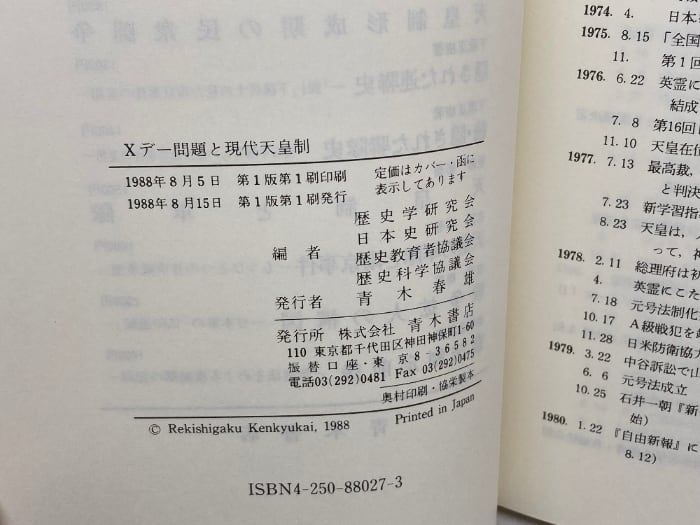 Xデー問題と現代天皇制
1988年8月5日 第1版第1刷印刷
1988年8月15日 第1版第1刷発行
定価はカバー・函に
表示してあります
編者
歴史学研究会
日本史研究会
歴史教育者協議会
歴史科学協議会
発行者 青木春雄
発行所 株式会社 青木書店
110 東京都千代田区神田神保町1-60
振替口座・東京8-36582
電話03(292)0481 Fax 03(292)0475
奥村印刷・協栄製本
© Rekishigaku Kenkyukai, 1988 Printed in Japan
ISBN4-250-88027-3
1974. 4. 日本
1975. 8.15 「全国
11. 第1回
1976. 6.22 英霊に
結成
7. 8 第16回
11.10 天皇在
1977. 7.13 最高裁，
と判決
7.23 新学習指
8.23 天皇は，
って，神
1978. 2.11 総理府は初
4. 英霊にこた
7.18 元号法制化
10.17 A級戦犯を
11.28 日米防衛協力
1979. 3.22 中谷訴訟で山
6. 6 元号法成立
10.25 石井一朝『新
始）
1980. 1.22 『自由新報』に
8.12）